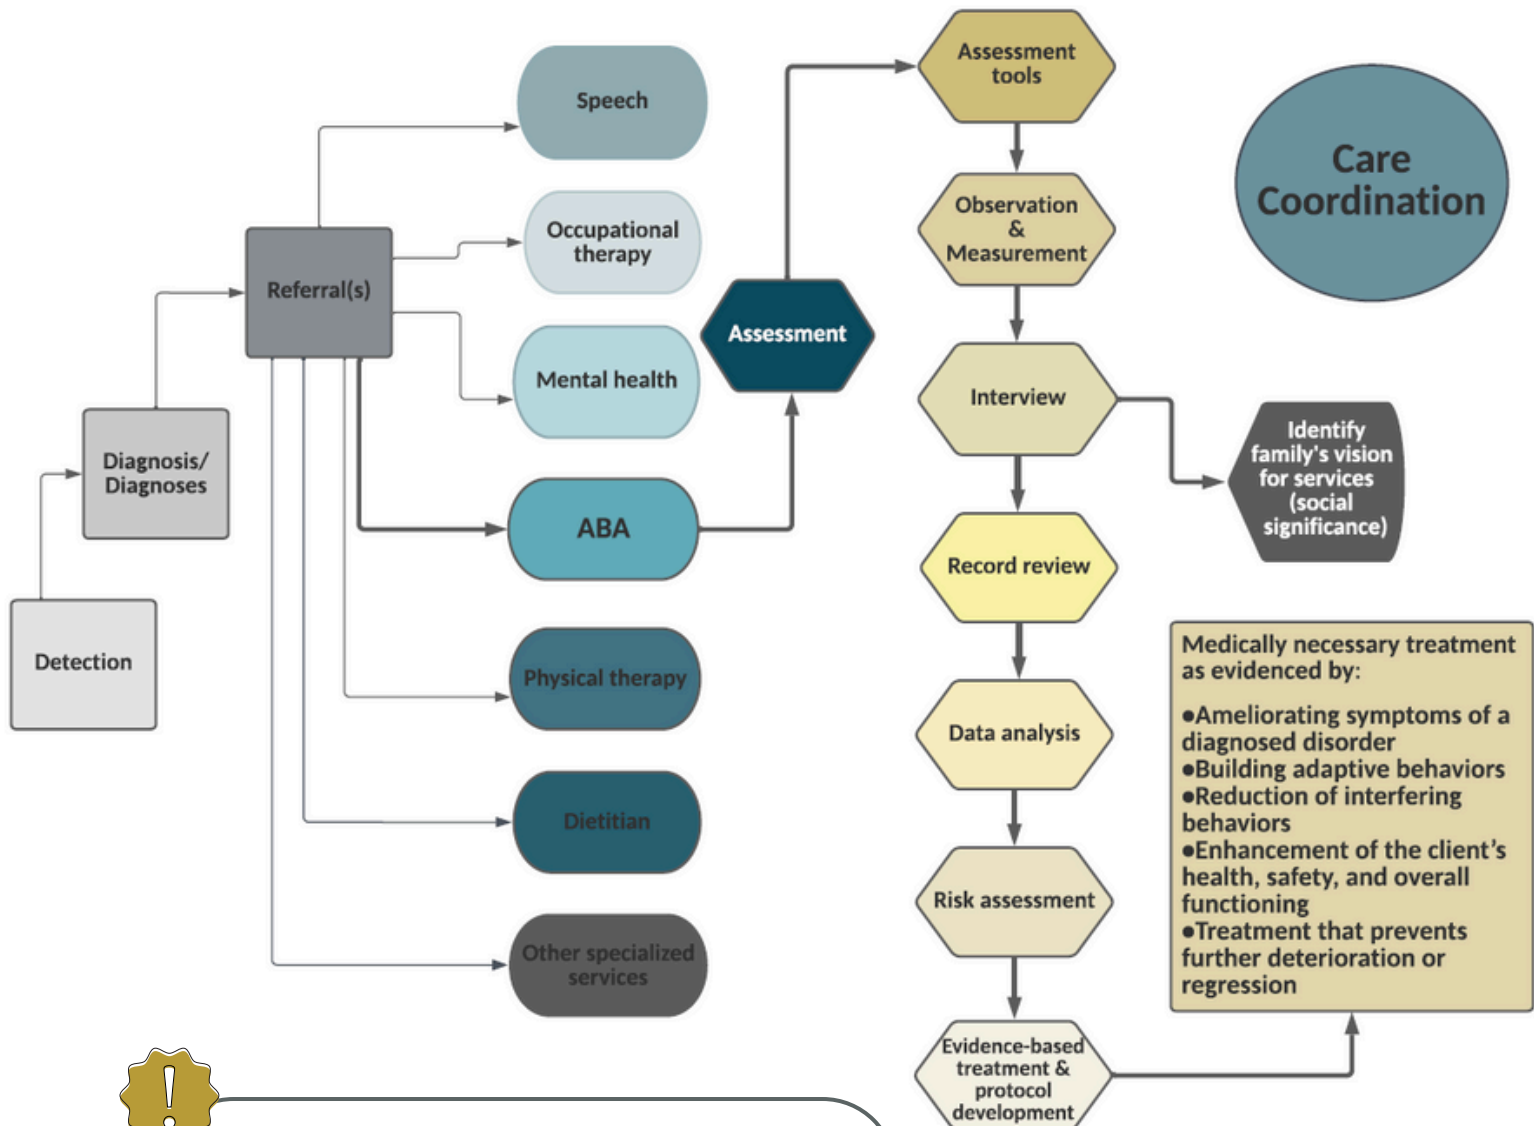 Speech
Occupational
therapy
Referral(s)
Mental health
Diagnosis/
Diagnoses
ABA
Detection
Physical therapy
Dietitian
Other specialized
services
Assessment
Assessment
tools
Observation
&
Measurement
Interview
Identify
family's vision
for services
(social
significance)
Record review
Data analysis
Risk assessment
Evidence-based
treatment &
protocol
development
Care
Coordination
Medically necessary treatment
as evidenced by:
●Ameliorating symptoms of a
diagnosed disorder
●Building adaptive behaviors
●Reduction of interfering
behaviors
●Enhancement of the client’s
health, safety, and overall
functioning
●Treatment that prevents
further deterioration or
regression
!